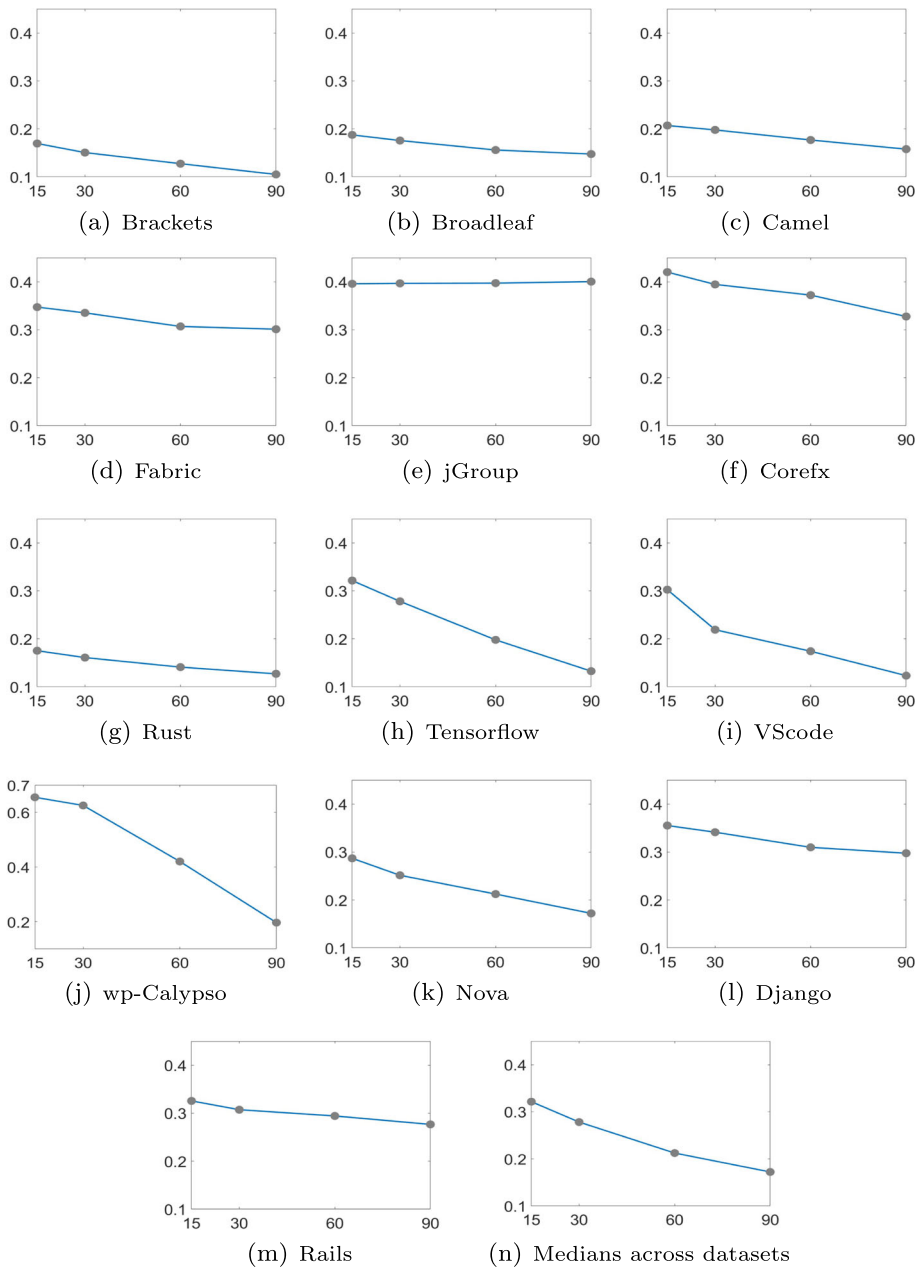 0.4 0.4 0.4
0.3 0.3 0.3
0.2 0.2 0.2
0.1 0.1 0.1
15 30 60 90 15 30 60 90 15 30 60 90
(a) Brackets (b) Broadleaf (c) Camel
0.4 0.4 0.4
0.3 0.3 0.3
0.2 0.2 0.2
0.1 0.1 0.1
15 30 60 90 15 30 60 90 15 30 60 90
(d) Fabric (e) jGroup (f) Corefx
0.4 0.4 0.4
0.3 0.3 0.3
0.2 0.2 0.2
0.1 0.1 0.1
15 30 60 90 15 30 60 90 15 30 60 90
(g) Rust (h) Tensorflow (i) VScode
0.7
0.6 0.4 0.4
0.4 0.3 0.3
0.2 0.2 0.2
0.1 0.1
15 30 60 90 15 30 60 90 15 30 60 90
(j) wp-Calypso (k) Nova (l) Django
0.4 0.4
0.3 0.3
0.2 0.2
0.1 0.1
15 30 60 90 15 30 60 90
(m) Rails (n) Medians across datasets